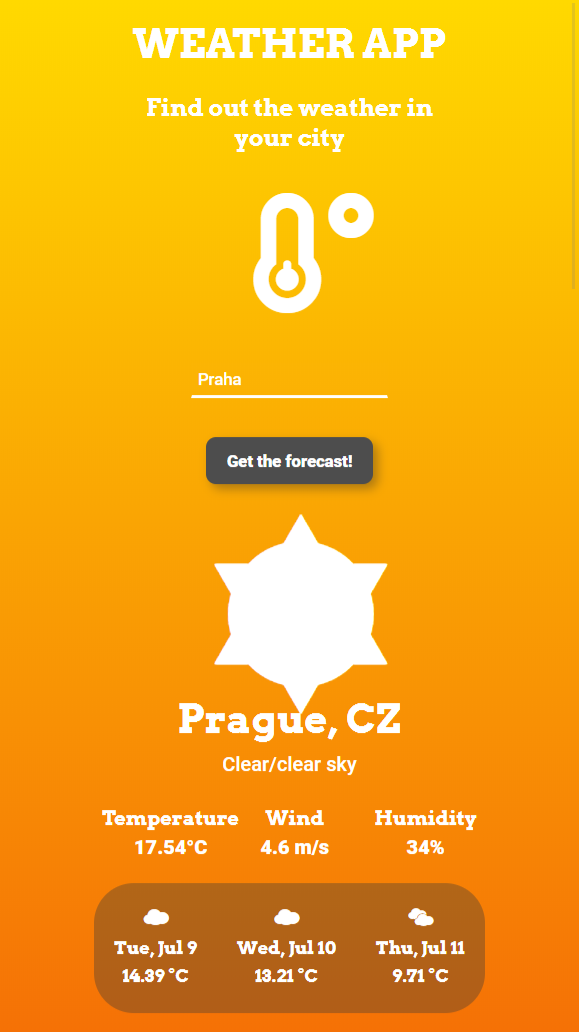 WEATHER APP
Find out the weather in
your city
Praha
Get the forecast!
Prague, CZ
Clear/clear sky
Temperature Wind Humidity
17.54°C 4.6 m/s 34%
Tue, Jul 9 Wed, Jul 10 Thu, Jul 11
14.39 °C 13.21 °C 9.71 °C